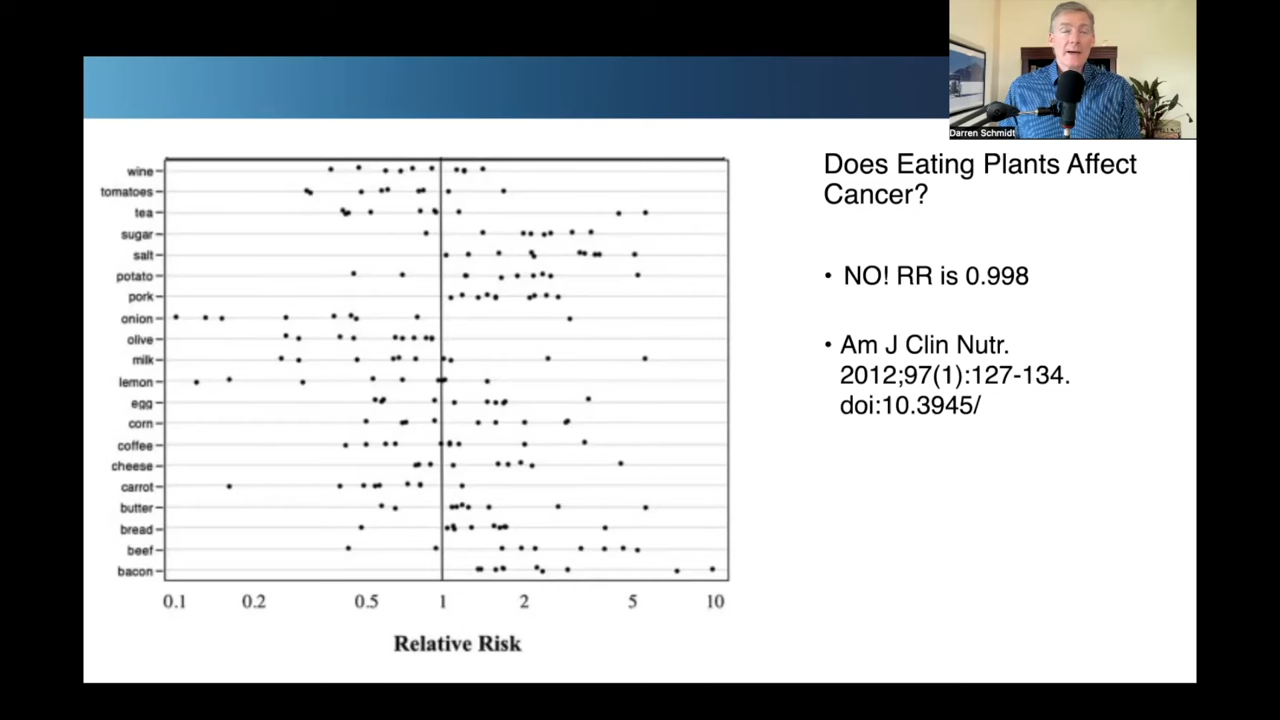 Darren Schmidt
wine
tomatoes
tea
sugar
salt
potato
pork
onion
olive
milk
lemon
egg
corn
coffee
cheese
carrot
butter
bread
beef
bacon
0.1 0.2 0.5 1 2 5 10
Relative Risk
Does Eating Plants Affect
Cancer?
• NO! RR is 0.998
• Am J Clin Nutr.
2012;97(1):127-134.
doi:10.3945/